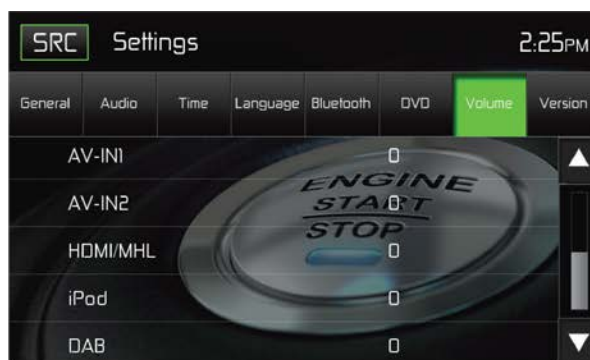 SRC Settings 2:25PM
General Audio Time Language Bluetooth DVD Volume Version
AV-IN1 0
AV-IN2 0
HDMI/MHL 0
iPod 0
DAB 0
ENGINE
START
STOP